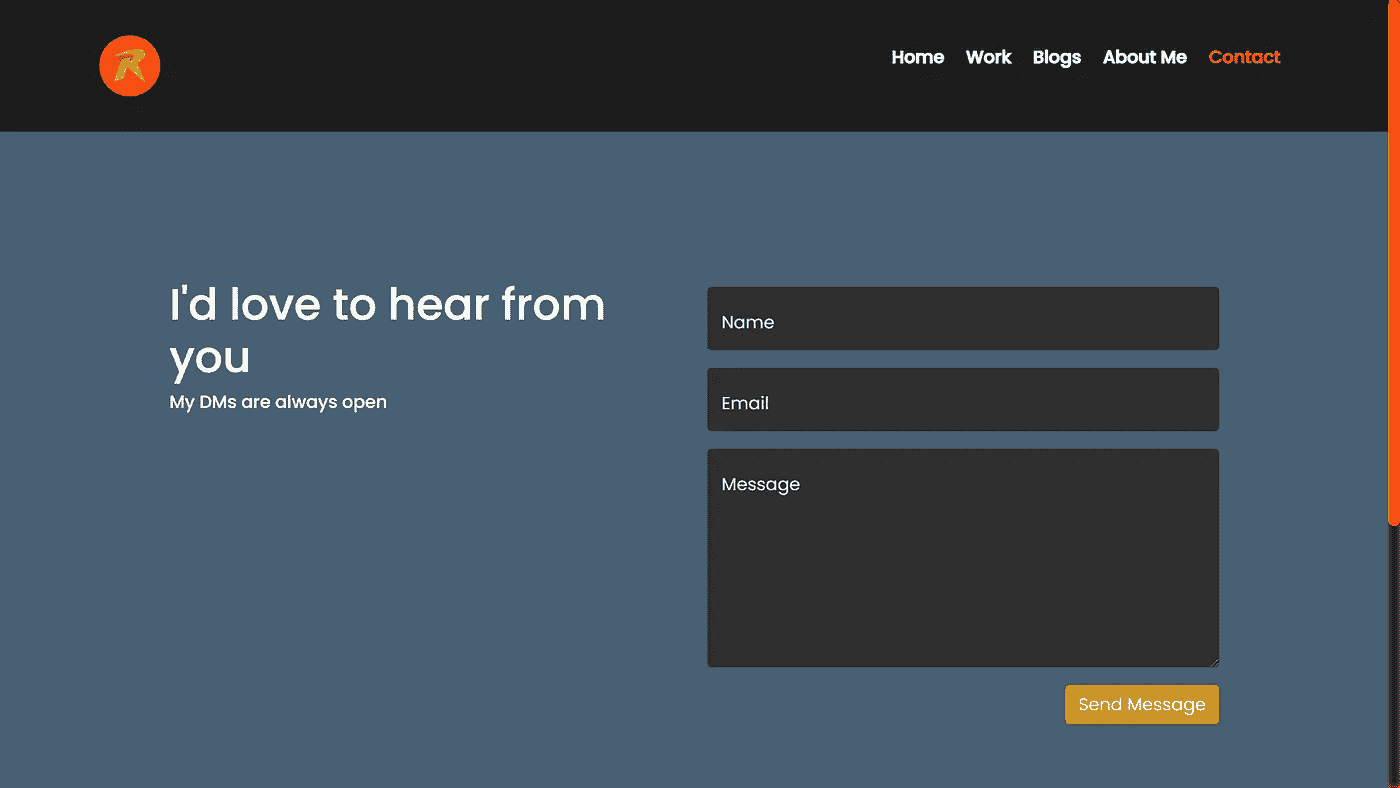 R
Home Work Blogs About Me Contact
I'd love to hear from
you
My DMs are always open
Name
Email
Message
Send Message